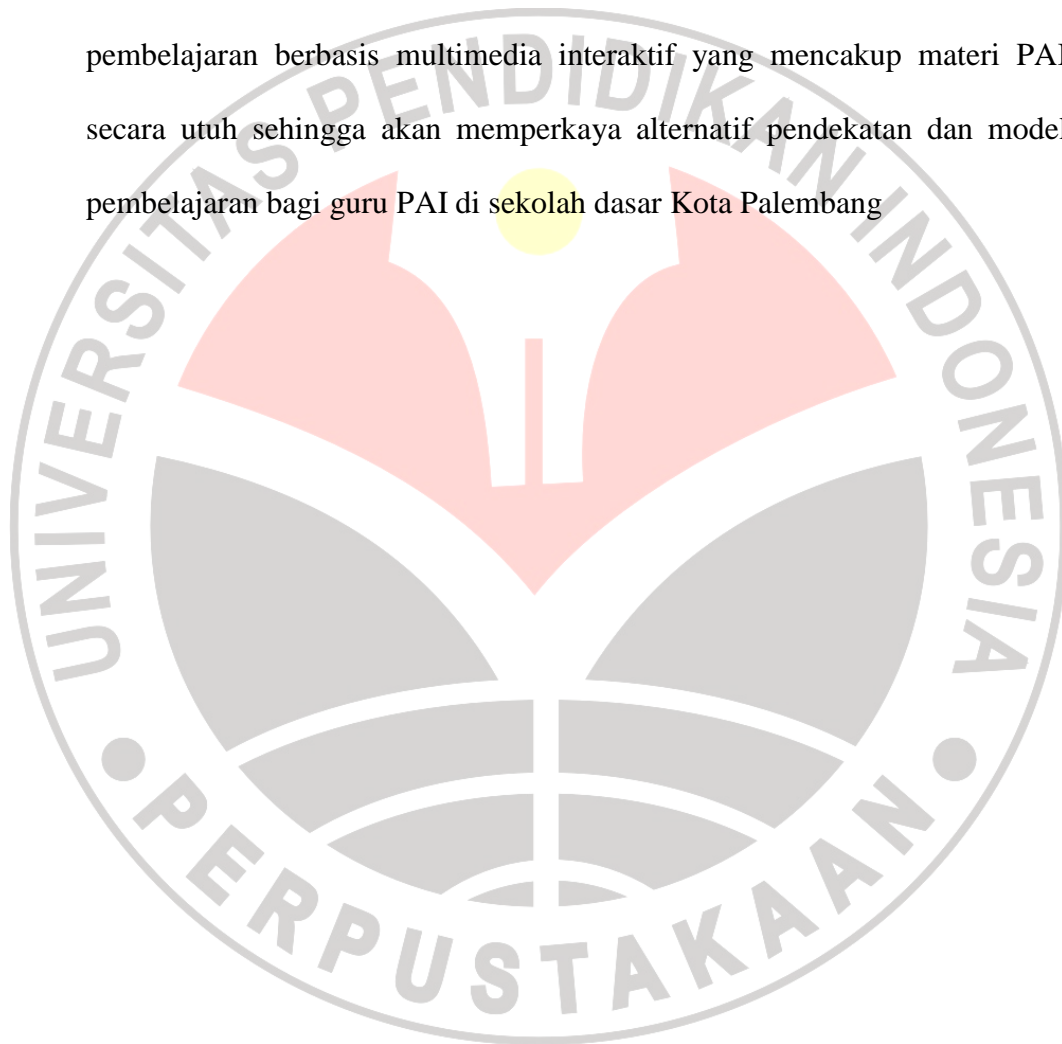 pembelajaran berbasis multimedia interaktif yang mencakup materi PAI
secara utuh sehingga akan memperkaya alternatif pendekatan dan model
pembelajaran bagi guru PAI di sekolah dasar Kota Palembang
UNIVERSITAS PENDIDIKAN INDONESIA
PERPUSTAKAAN